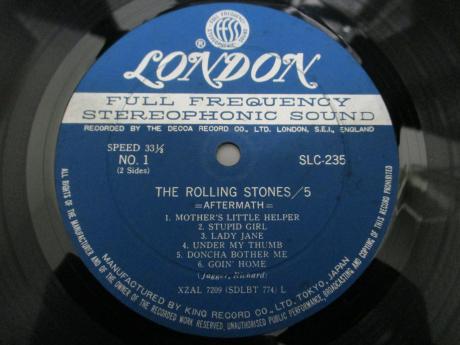 FULL FREQUENCY
STEREOPHONIC SOUND
® LONDON
FULL FREQUENCY
STEREOPHONIC SOUND
RECORDED BY THE DECCA RECORD CO., LTD. LONDON, S.E.I., ENGLAND
SPEED 33⅓
NO. 1
(2 Sides)
SLC-235
THE ROLLING STONES/5
=AFTERMATH=
1. MOTHER'S LITTLE HELPER
2. STUPID GIRL
3. LADY JANE
4. UNDER MY THUMB
5. DONCHA BOTHER ME
6. GOIN' HOME
(Jagger, Richard)
XZAL 7209 (SDLBT 774) L
MANUFACTURED BY KING RECORD CO., LTD. TOKYO, JAPAN
ALL RIGHTS OF THE MANUFACTURER AND OF THE OWNER OF THE RECORDED WORK RESERVED, UNAUTHORISED PUBLIC PERFORMANCE, BROADCASTING AND COPYING OF THIS RECORD PROHIBITED